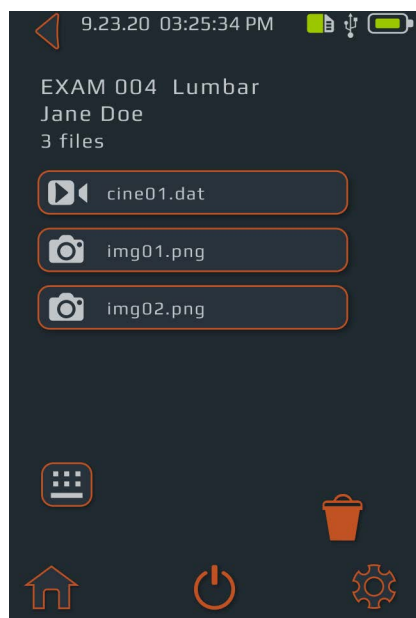 9.23.20 03:25:34 PM
EXAM 004 Lumbar
Jane Doe
3 files
cine01.dat
img01.png
img02.png